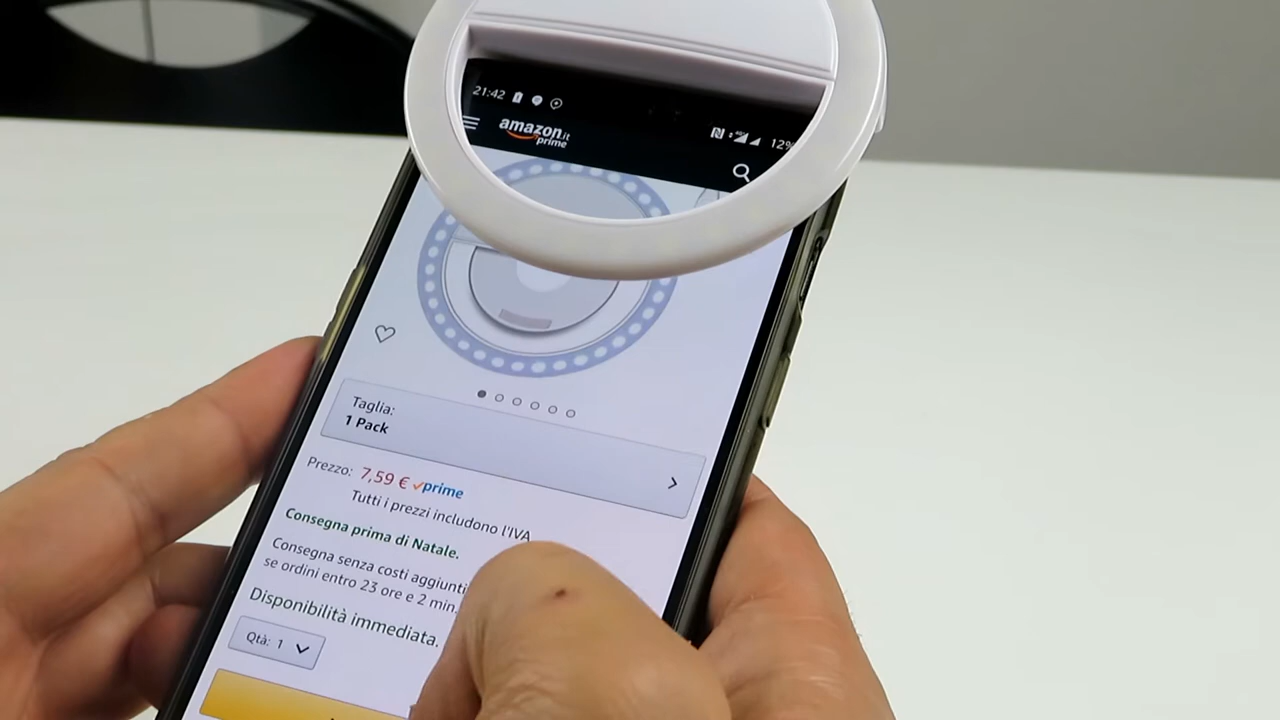 21:42
12%
amazon.it
prime
Taglia:
1 Pack
Prezzo: 7,59 € prime
Tutti i prezzi includono l'IVA
Consegna prima di Natale.
Consegna senza costi aggiunti
se ordini entro 23 ore e 2 min.
Disponibilità immediata.
Qtà: 1